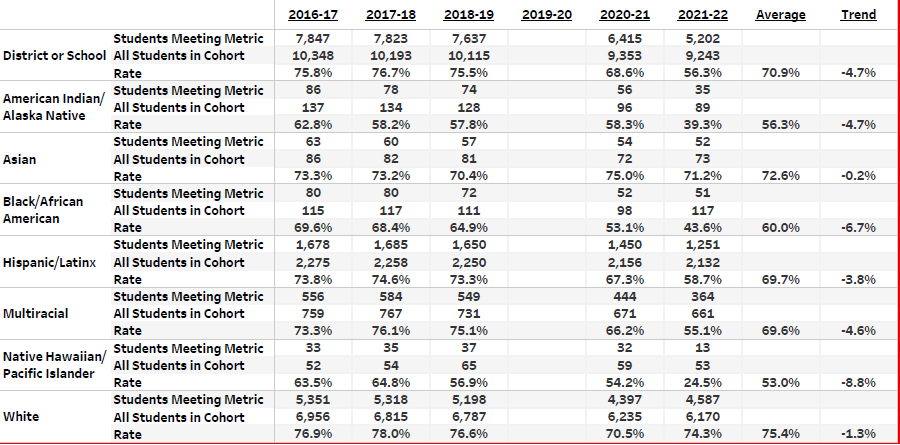 2016-17 2017-18 2018-19 2019-20 2020-21 2021-22 Average Trend
District or School Students Meeting Metric 7,847 7,823 7,637 6,415 5,202
All Students in Cohort 10,348 10,193 10,115 9,353 9,243
Rate 75.8% 76.7% 75.5% 68.6% 56.3% 70.9% -4.7%
American Indian/ Alaska Native Students Meeting Metric 86 78 74 56 35
All Students in Cohort 137 134 128 96 89
Rate 62.8% 58.2% 57.8% 58.3% 39.3% 56.3% -4.7%
Asian Students Meeting Metric 63 60 57 54 52
All Students in Cohort 86 82 81 72 73
Rate 73.3% 73.2% 70.4% 75.0% 71.2% 72.6% -0.2%
Black/African American Students Meeting Metric 80 80 72 52 51
All Students in Cohort 115 117 111 98 117
Rate 69.6% 68.4% 64.9% 53.1% 43.6% 60.0% -6.7%
Hispanic/Latinx Students Meeting Metric 1,678 1,685 1,650 1,450 1,251
All Students in Cohort 2,275 2,258 2,250 2,156 2,132
Rate 73.8% 74.6% 73.3% 67.3% 58.7% 69.7% -3.8%
Multiracial Students Meeting Metric 556 584 549 444 364
All Students in Cohort 759 767 731 671 661
Rate 73.3% 76.1% 75.1% 66.2% 55.1% 69.6% -4.6%
Native Hawaiian/ Pacific Islander Students Meeting Metric 33 35 37 32 13
All Students in Cohort 52 54 65 59 53
Rate 63.5% 64.8% 56.9% 54.2% 24.5% 53.0% -8.8%
White Students Meeting Metric 5,351 5,318 5,198 4,397 4,587
All Students in Cohort 6,956 6,815 6,787 6,235 6,170
Rate 76.9% 78.0% 76.6% 70.5% 74.3% 75.4% -1.3%